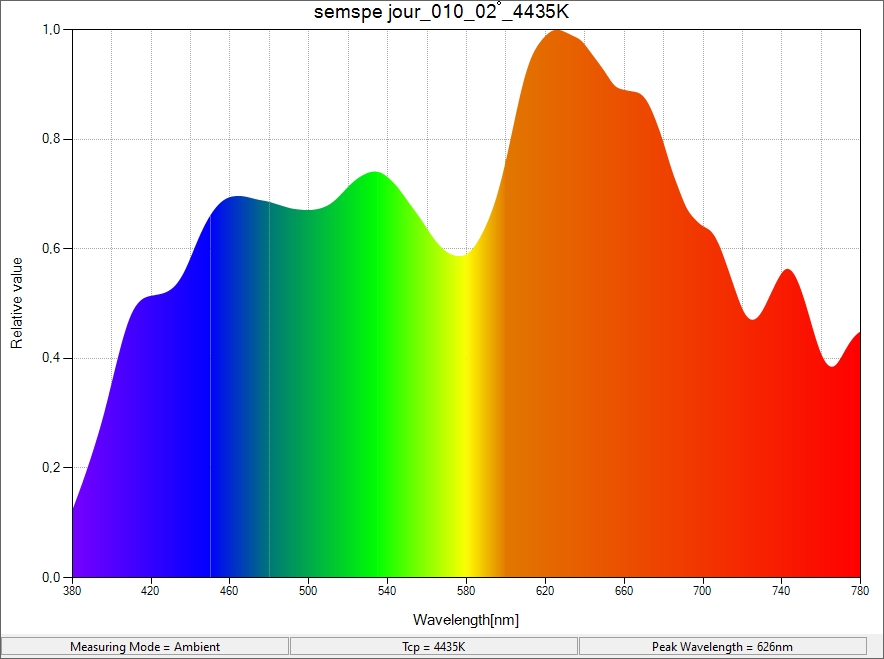 semspe jour_010_02°_4435K
1,0
0,8
0,6
0,4
0,2
0,0
Relative value
380 420 460 500 540 580 620 660 700 740 780
Wavelength[nm]
Measuring Mode = Ambient Tcp = 4435K Peak Wavelength = 626nm